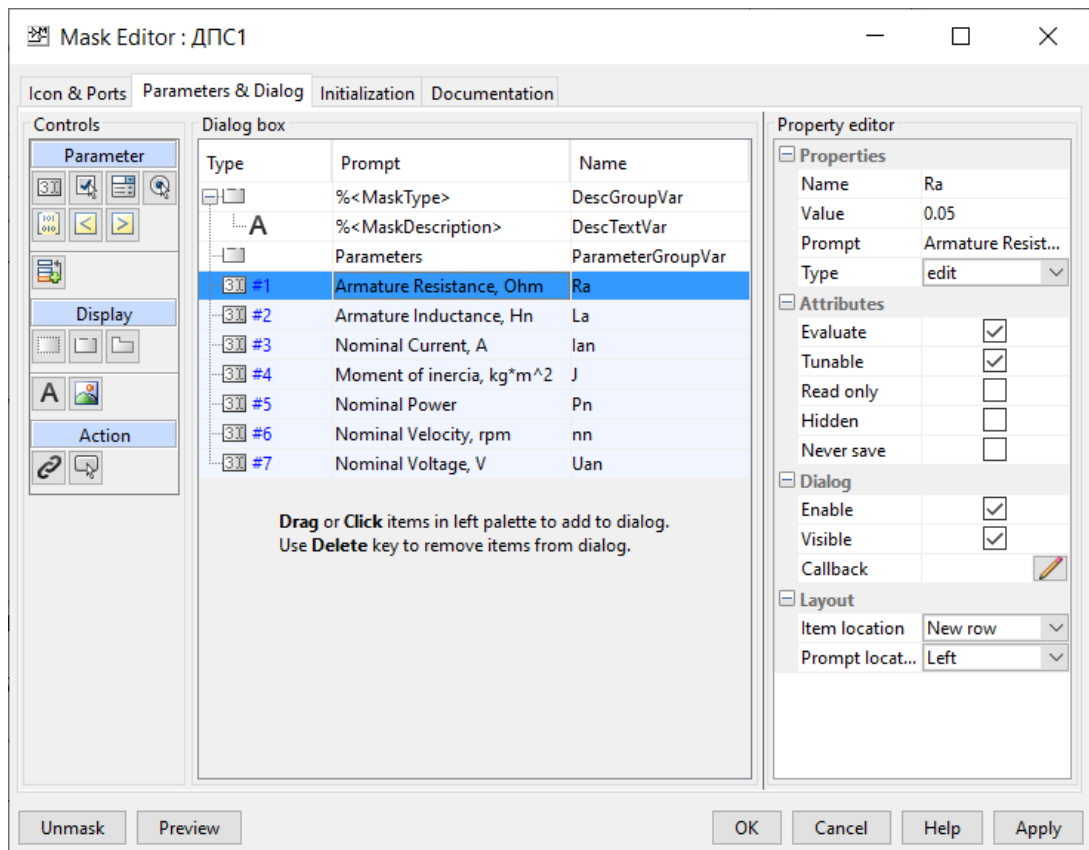 Mask Editor : ДПС1
Icon & Ports Parameters & Dialog Initialization Documentation
Controls
Parameter
Display
A
Action
Dialog box
Type Prompt Name
%<MaskType> DescGroupVar
A %<MaskDescription> DescTextVar
Parameters ParameterGroupVar
#1 Armature Resistance, Ohm Ra
#2 Armature Inductance, Hn La
#3 Nominal Current, A Ian
#4 Moment of inercia, kg*m^2 J
#5 Nominal Power Pn
#6 Nominal Velocity, rpm nn
#7 Nominal Voltage, V Uan
Drag or Click items in left palette to add to dialog.
Use Delete key to remove items from dialog.
Property editor
Properties
Name Ra
Value 0.05
Prompt Armature Resist...
Type edit
Attributes
Evaluate
Tunable
Read only
Hidden
Never save
Dialog
Enable
Visible
Callback
Layout
Item location New row
Prompt locat... Left
Unmask Preview OK Cancel Help Apply